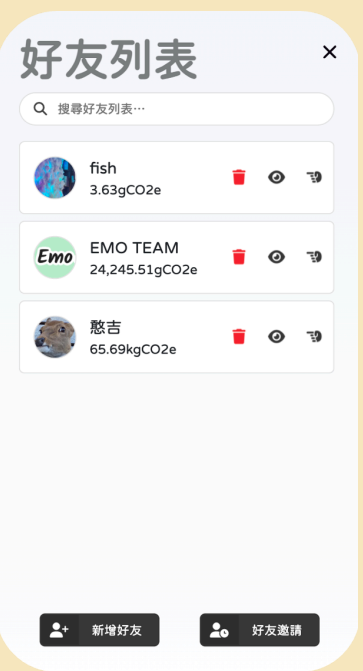 好友列表
搜尋好友列表…
fish
3.63gCO2e
Emo
EMO TEAM
24,245.51gCO2e
憨吉
65.69kgCO2e
新增好友
好友邀請